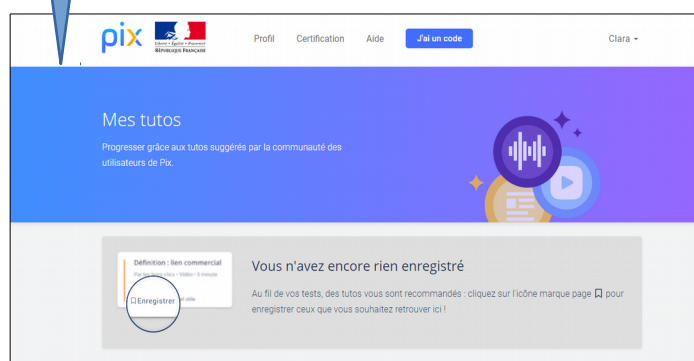 pix
Liberté • Égalité • Fraternité
RÉPUBLIQUE FRANÇAISE
Profil
Certification
Aide
J'ai un code
Clara
Mes tutos
Progresser grâce aux tutos suggérés par la communauté des
utilisateurs de Pix.
Définition : lien commercial
Vidéo • 5 minute
Enregistrer
Vous n'avez encore rien enregistré
Au fil de vos tests, des tutos vous sont recommandés : cliquez sur l'icône marque page pour
enregistrer ceux que vous souhaitez retrouver ici !